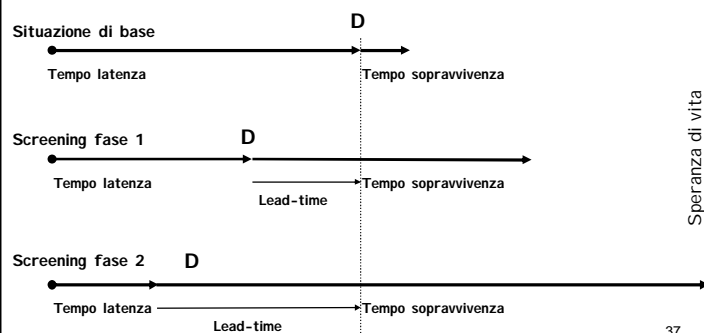 D
Situazione di base
Tempo latenza Tempo sopravvivenza
Screening fase 1 D
Tempo latenza Tempo sopravvivenza
Lead-time
Screening fase 2 D
Tempo latenza Tempo sopravvivenza
Lead-time
Speranza di vita
37